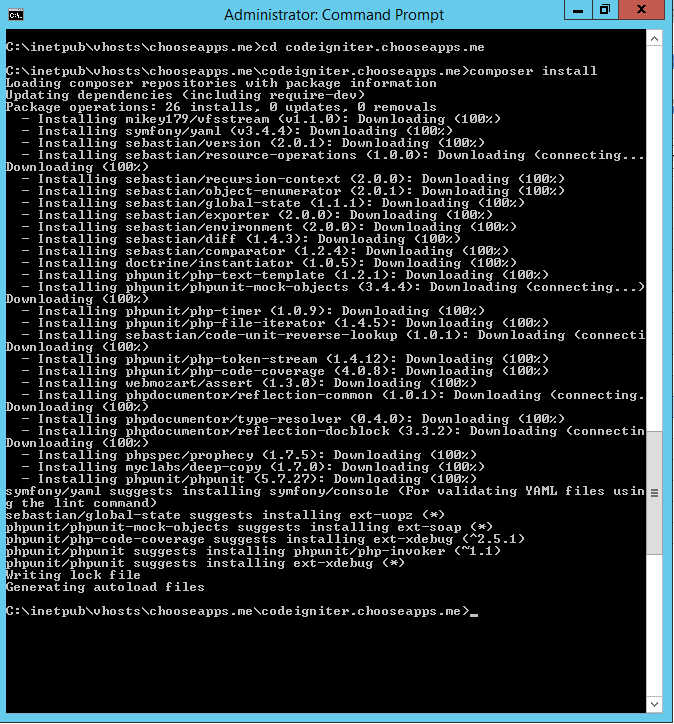 Administrator: Command Prompt
C:\inetpub\vhosts\chooseapps.me>cd codeigniter.chooseapps.me
C:\inetpub\vhosts\chooseapps.me\codeigniter.chooseapps.me>composer install
Loading composer repositories with package information
Updating dependencies (including require-dev)
Package operations: 26 installs, 0 updates, 0 removals
  - Installing mikey179/vfsstream (v1.1.0): Downloading (100%)
  - Installing symfony/yaml (v3.4.4): Downloading (100%)
  - Installing sebastian/version (2.0.1): Downloading (100%)
  - Installing sebastian/resource-operations (1.0.0): Downloading (connecting...
Downloading (100%)
  - Installing sebastian/recursion-context (2.0.0): Downloading (100%)
  - Installing sebastian/object-enumerator (2.0.1): Downloading (100%)
  - Installing sebastian/global-state (1.1.1): Downloading (100%)
  - Installing sebastian/exporter (2.0.0): Downloading (100%)
  - Installing sebastian/environment (2.0.0): Downloading (100%)
  - Installing sebastian/diff (1.4.3): Downloading (100%)
  - Installing sebastian/comparator (1.2.4): Downloading (100%)
  - Installing doctrine/instantiator (1.0.5): Downloading (100%)
  - Installing phpunit/php-text-template (1.2.1): Downloading (100%)
  - Installing phpunit/phpunit-mock-objects (3.4.4): Downloading (connecting...)
Downloading (100%)
  - Installing phpunit/php-timer (1.0.9): Downloading (100%)
  - Installing phpunit/php-file-iterator (1.4.5): Downloading (100%)
  - Installing sebastian/code-unit-reverse-lookup (1.0.1): Downloading (connecti
Downloading (100%)
  - Installing phpunit/php-token-stream (1.4.12): Downloading (100%)
  - Installing phpunit/php-code-coverage (4.0.8): Downloading (100%)
  - Installing webmozart/assert (1.3.0): Downloading (100%)
  - Installing phpdocumentor/reflection-common (1.0.1): Downloading (connecting.
Downloading (100%)
  - Installing phpdocumentor/type-resolver (0.4.0): Downloading (100%)
  - Installing phpdocumentor/reflection-docblock (3.3.2): Downloading (connectin
Downloading (100%)
  - Installing phpspec/prophecy (1.7.5): Downloading (100%)
  - Installing myclabs/deep-copy (1.7.0): Downloading (100%)
  - Installing phpunit/phpunit (5.7.27): Downloading (100%)
symfony/yaml suggests installing symfony/console (For validating YAML files usin
g the lint command)
sebastian/global-state suggests installing ext-uopz (*)
phpunit/phpunit-mock-objects suggests installing ext-soap (*)
phpunit/php-code-coverage suggests installing ext-xdebug (^2.5.1)
phpunit/phpunit suggests installing phpunit/php-invoker (~1.1)
phpunit/phpunit suggests installing ext-xdebug (*)
Writing lock file
Generating autoload files
C:\inetpub\vhosts\chooseapps.me\codeigniter.chooseapps.me>_